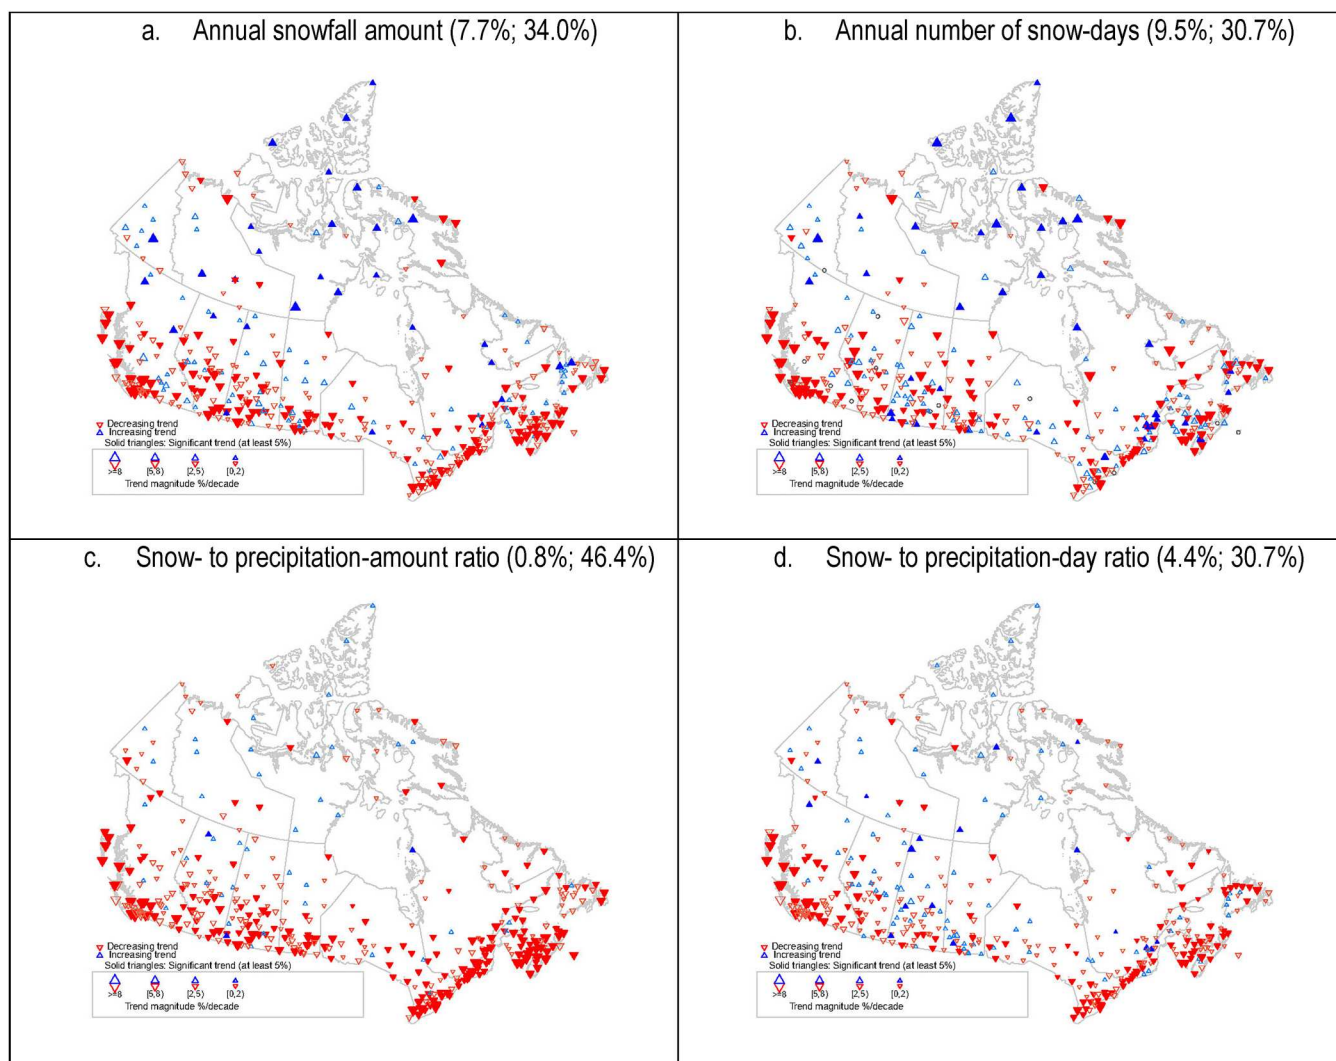 a. Annual snowfall amount (7.7%; 34.0%)
Decreasing trend
Increasing trend
Solid triangles: Significant trend (at least 5%)
>=8 [5,8) [2,5) [0,2)
Trend magnitude %/decade
b. Annual number of snow-days (9.5%; 30.7%)
Decreasing trend
Increasing trend
Solid triangles: Significant trend (at least 5%)
>=8 [5,8) [2,5) [0,2)
Trend magnitude %/decade
c. Snow- to precipitation-amount ratio (0.8%; 46.4%)
Decreasing trend
Increasing trend
Solid triangles: Significant trend (at least 5%)
>=8 [5,8) [2,5) [0,2)
Trend magnitude %/decade
d. Snow- to precipitation-day ratio (4.4%; 30.7%)
Decreasing trend
Increasing trend
Solid triangles: Significant trend (at least 5%)
>=8 [5,8) [2,5) [0,2)
Trend magnitude %/decade